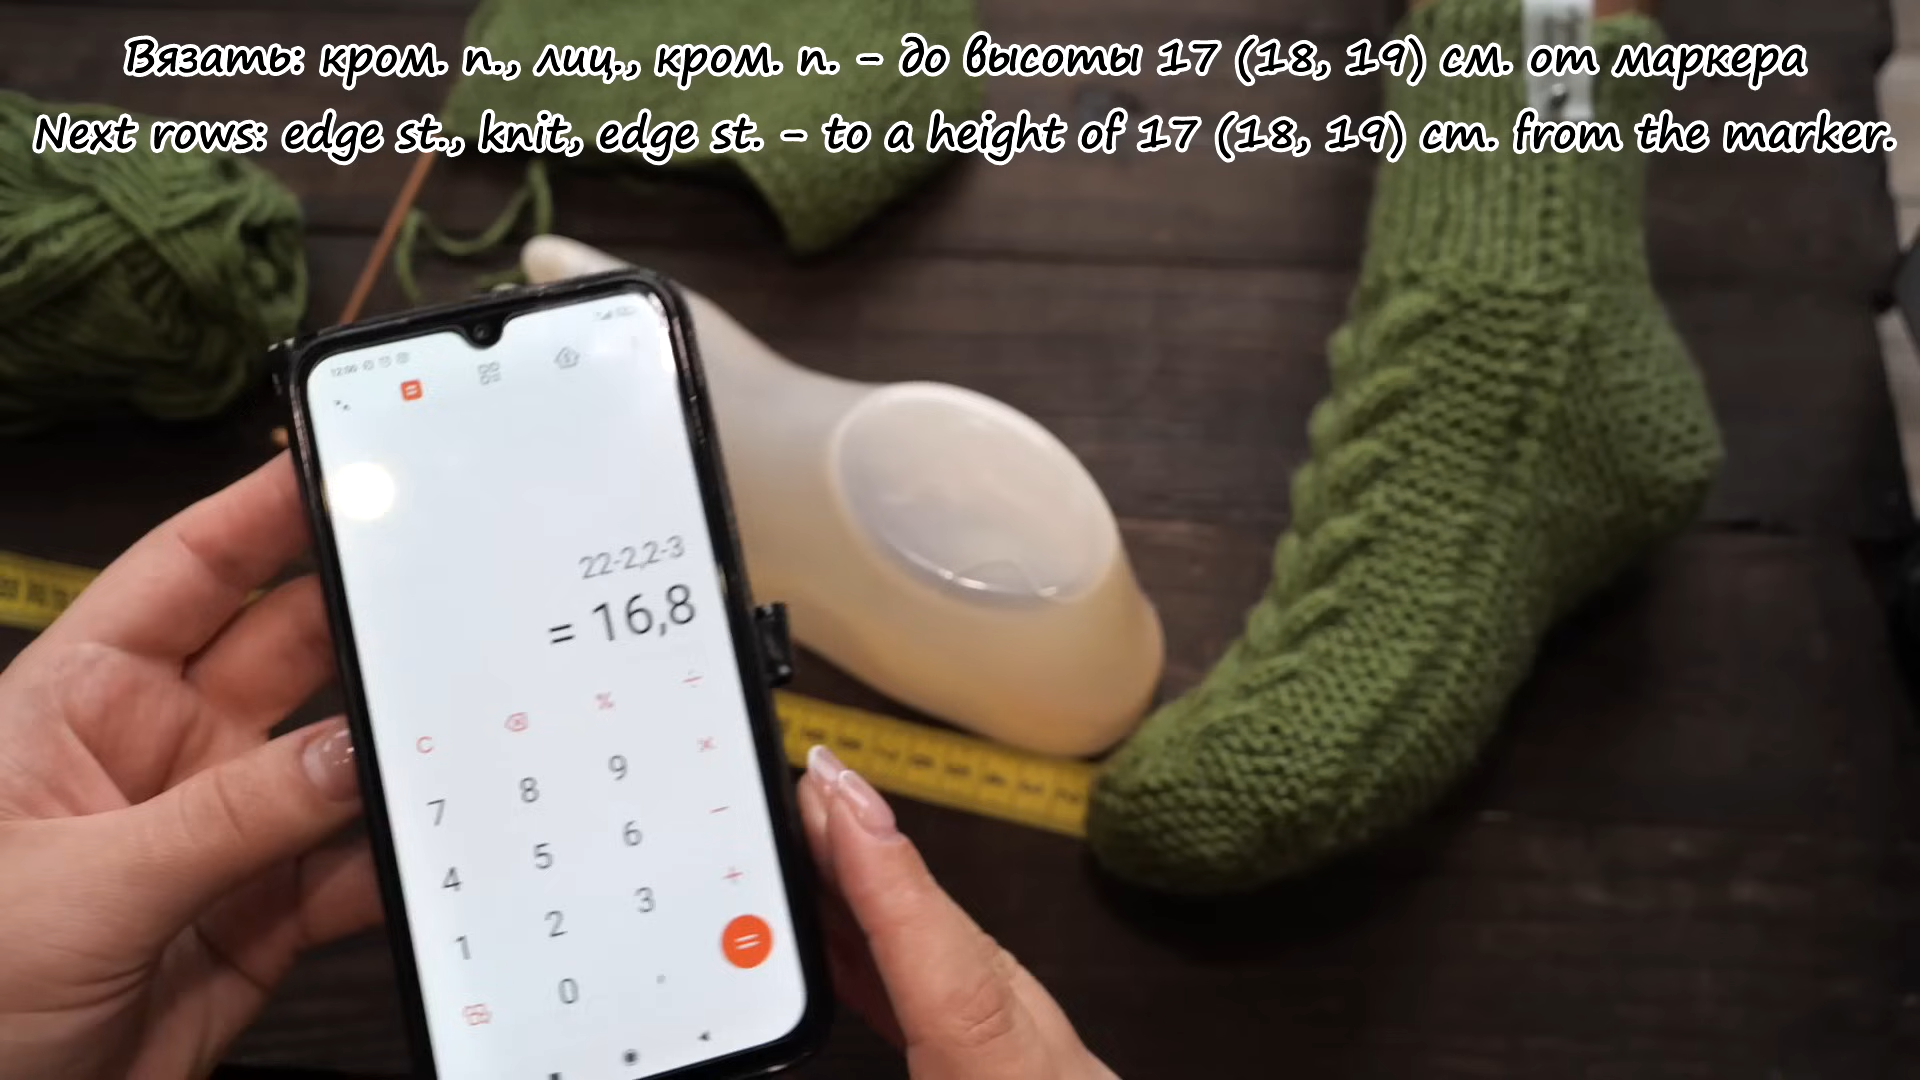 Вязать: кром. п., лиц., кром. п. - до высоты 17 (18, 19) см. от маркера
Next rows: edge st., knit, edge st. - to a height of 17 (18, 19) cm. from the marker.
12:00
22-2,2-3
= 16,8
%
÷
C
×
7 8 9
−
4 5 6
+
1 2 3
=
0